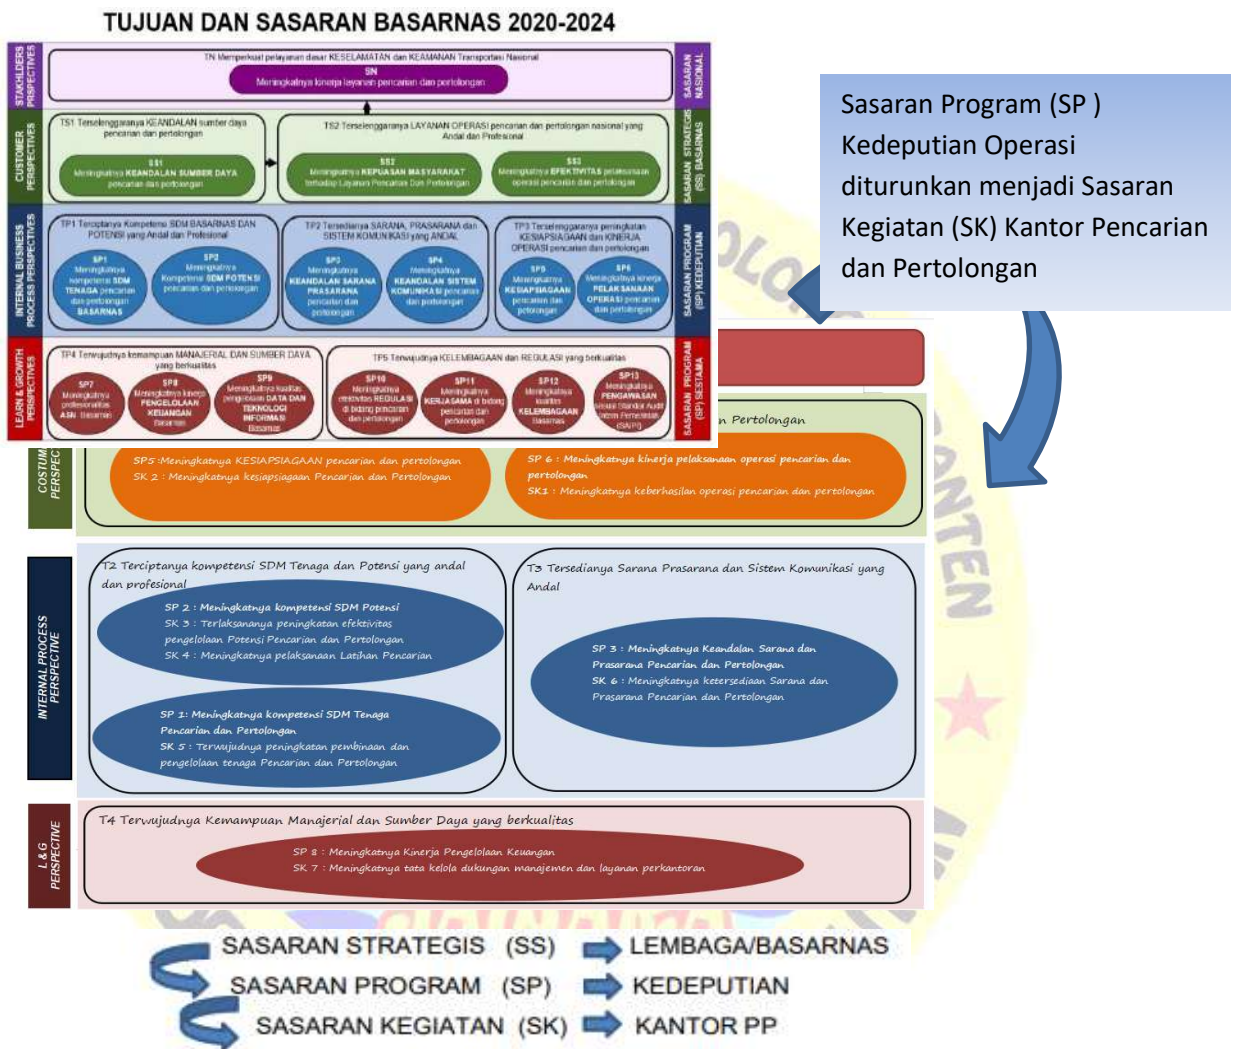 TUJUAN DAN SASARAN BASARNAS 2020-2024
STAKHLDERS
PRSPECTIVES
TN Memperkuat pelayanan dasar KESELAMATAN dan KEAMANAN Transportasi Nasional
SN
Meningkatnya kinerja layanan pencarian dan pertolongan
SASARAN
NASIONAL
CUSTOMER
PERSPECTIVES
TS1 Terselenggaranya KEANDALAN sumber daya
pencarian dan pertolongan
SS1
Meningkatnya KEANDALAN SUMBER DAYA
pencarian dan pertolongan
TS2 Terselenggaranya LAYANAN OPERASI pencarian dan pertolongan nasional yang
Andal dan Profesional
SS2
Meningkatnya KEPUASAN MASYARAKAT
terhadap Layanan Pencarian Dan Pertolongan
SS3
Meningkatnya EFEKTIVITAS pelaksanaan
operasi pencarian dan pertolongan
SASARAN STRATEGIS
(SS) BASARNAS
INTERNAL BUSINESS
PROCESS PERSPECTIVES
TP1 Terciptanya Kompetensi SDM BASARNAS DAN
POTENSI yang Andal dan Profesional
SP1
Meningkatnya
kompetensi SDM
TENAGA pencarian
dan pertolongan
BASARNAS
SP2
Meningkatnya
Kompetensi SDM POTENSI
pencarian dan pertolongan
TP2 Tersedianya SARANA, PRASARANA dan
SISTEM KOMUNIKASI yang ANDAL
SP3
Meningkatnya
KEANDALAN SARANA
PRASARANA
pencarian dan
pertolongan
SP4
Meningkatnya
KEANDALAN SISTEM
KOMUNIKASI pencarian
dan pertolongan
TP3 Terselenggaranya peningkatan
KESIAPSIAGAAN dan KINERJA
OPERASI pencarian dan pertolongan
SP5
Meningkatnya
KESIAPSIAGAAN
pencarian dan
pertolongan
SP6
Meningkatnya kinerja
PELAKSANAAN
OPERASI pencarian
dan pertolongan
SASARAN PROGRAM
(SP) KEDEPUTIAN
LEARN & GROWTH
PERSPECTIVES
TP4 Terwujudnya kemampuan MANAJERIAL DAN SUMBER DAYA
yang berkualitas
SP7
Meningkatnya
profesionalitas
ASN Basarnas
SP8
Meningkatnya kinerja
PENGELOLAAN
KEUANGAN
Basarnas
SP9
Meningkatnya kualitas
pengelolaan DATA DAN
TEKNOLOGI
INFORMASI
Basarnas
TP5 Terwujudnya KELEMBAGAAN dan REGULASI yang berkualitas
SP10
Meningkatnya
efektivitas REGULASI
di bidang pencarian
dan pertolongan
SP11
Meningkatnya
KERJASAMA di bidang
pencarian dan
pertolongan
SP12
Meningkatnya
kualitas
KELEMBAGAAN
Basarnas
SP13
Meningkatnya
PENGAWASAN
sesuai Standar Audit
Intern Pemerintah
(SAIPI)
SASARAN PROGRAM
(SP) SESTAMA
Sasaran Program (SP )
Kedeputian Operasi
diturunkan menjadi Sasaran
Kegiatan (SK) Kantor Pencarian
dan Pertolongan
Pertolongan
SP5 :Meningkatnya KESIAPSIAGAAN pencarian dan pertolongan
SK 2 : Meningkatnya kesiapsiagaan Pencarian dan Pertolongan
SP 6 : Meningkatnya kinerja pelaksanaan operasi pencarian dan
pertolongan
SK1 : Meningkatnya keberhasilan operasi pencarian dan pertolongan
INTERNAL PROCESS
PERSPECTIVE
T2 Terciptanya kompetensi SDM Tenaga dan Potensi yang andal
dan profesional
SP 2 : Meningkatnya kompetensi SDM Potensi
SK 3 : Terlaksananya peningkatan efektivitas
pengelolaan Potensi Pencarian dan Pertolongan
SK 4 : Meningkatnya pelaksanaan Latihan Pencarian
SP 1: Meningkatnya kompetensi SDM Tenaga
Pencarian dan Pertolongan
SK 5 : Terwujudnya peningkatan pembinaan dan
pengelolaan tenaga Pencarian dan Pertolongan
T3 Tersedianya Sarana Prasarana dan Sistem Komunikasi yang
Andal
SP 3 : Meningkatnya Keandalan Sarana dan
Prasarana Pencarian dan Pertolongan
SK 6 : Meningkatnya ketersediaan Sarana dan
Prasarana Pencarian dan Pertolongan
L & G
PERSPECTIVE
T4 Terwujudnya Kemampuan Manajerial dan Sumber Daya yang berkualitas
SP 8 : Meningkatnya Kinerja Pengelolaan Keuangan
SK 7 : Meningkatnya tata kelola dukungan manajemen dan layanan perkantoran
SASARAN STRATEGIS (SS) LEMBAGA/BASARNAS
SASARAN PROGRAM (SP) KEDEPUTIAN
SASARAN KEGIATAN (SK) KANTOR PP